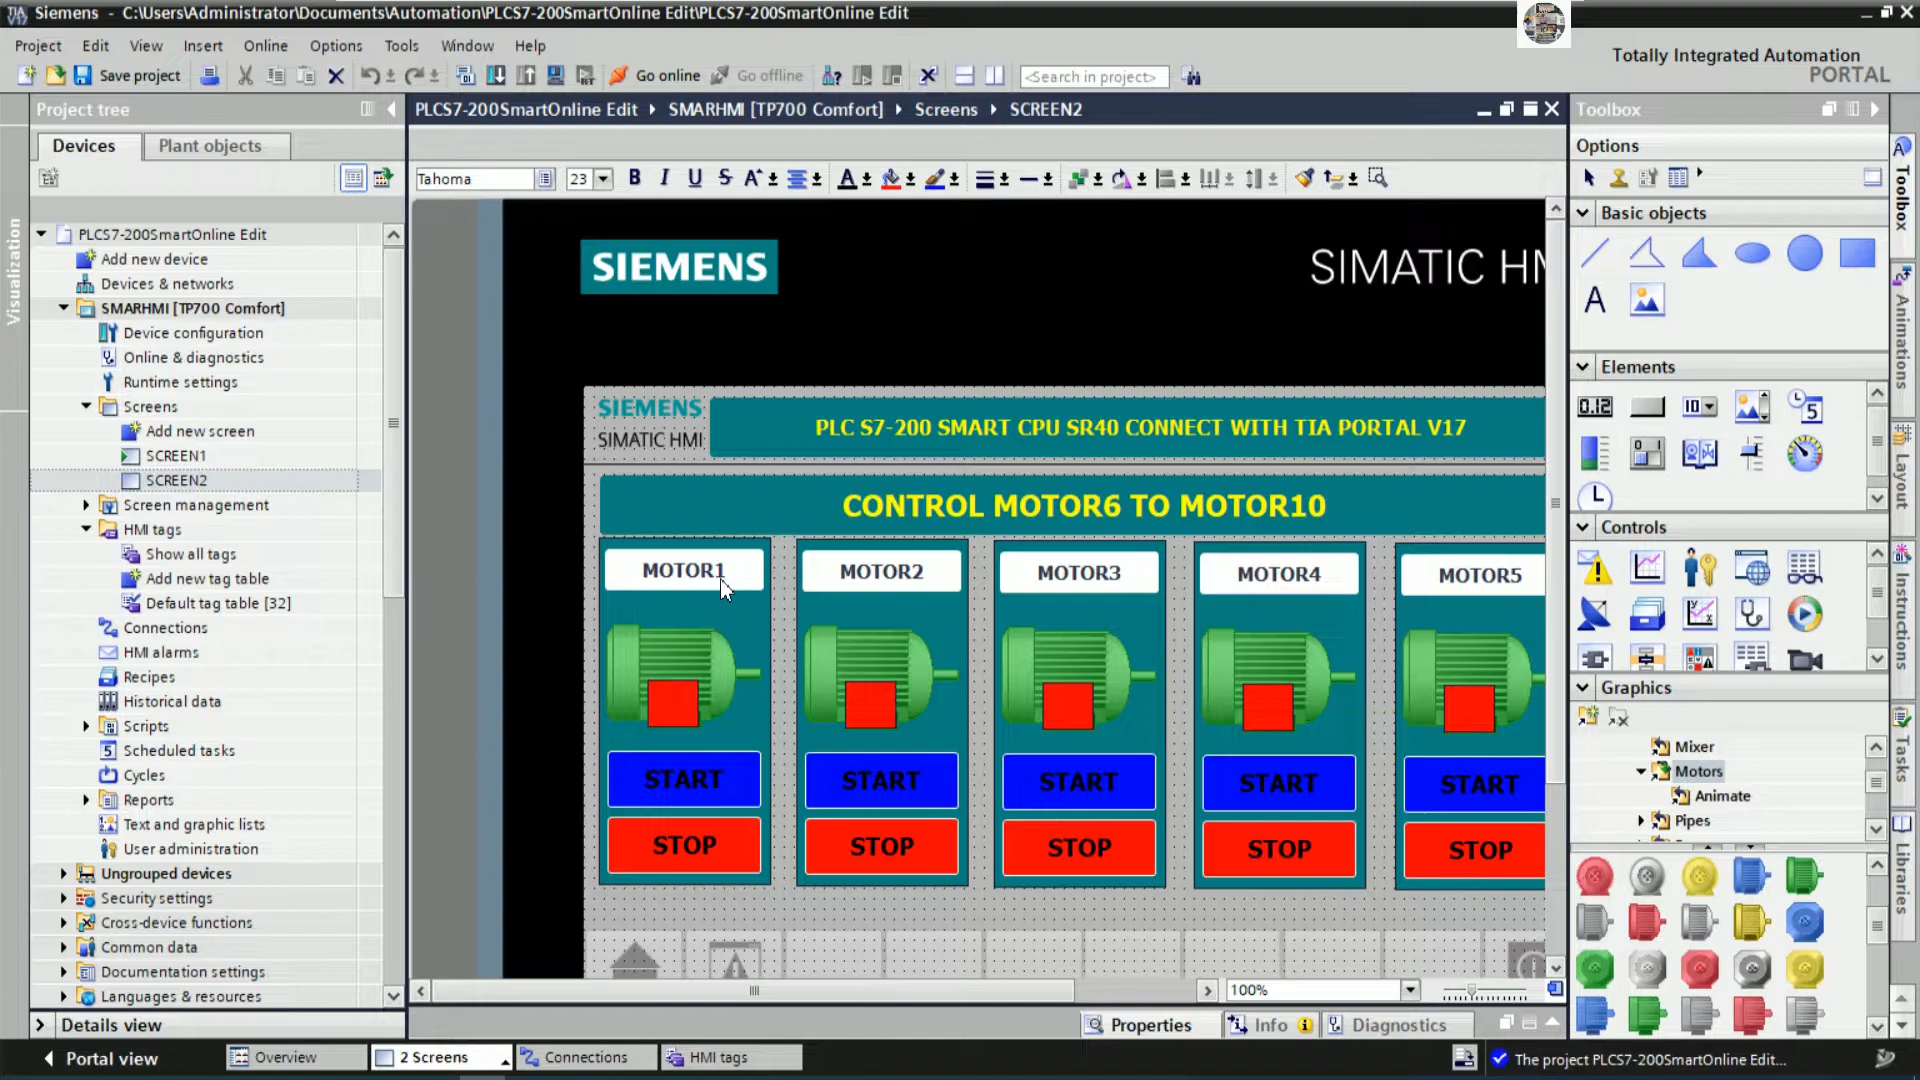 Siemens - C:\Users\Administrator\Documents\Automation\PLCS7-200SmartOnline Edit\PLCS7-200SmartOnline Edit
Project Edit View Insert Online Options Tools Window Help
Totally Integrated Automation
PORTAL
Save project
Go online
Go offline
<Search in project>
Project tree
PLCS7-200SmartOnline Edit
SMARHMI [TP700 Comfort]
Screens
SCREEN2
Toolbox
Devices
Plant objects
Options
Tahoma
23
B I U S A
Visualization
PLCS7-200SmartOnline Edit
Add new device
Devices & networks
SMARHMI [TP700 Comfort]
Device configuration
Online & diagnostics
Runtime settings
Screens
Add new screen
SCREEN1
SCREEN2
Screen management
HMI tags
Show all tags
Add new tag table
Default tag table [32]
Connections
HMI alarms
Recipes
Historical data
Scripts
Scheduled tasks
Cycles
Reports
Text and graphic lists
User administration
Ungrouped devices
Security settings
Cross-device functions
Common data
Documentation settings
Languages & resources
Details view
SIEMENS
SIMATIC HM
SIEMENS
SIMATIC HMI
PLC S7-200 SMART CPU SR40 CONNECT WITH TIA PORTAL V17
CONTROL MOTOR6 TO MOTOR10
MOTOR1 MOTOR2 MOTOR3 MOTOR4 MOTOR5
START START START START START
STOP STOP STOP STOP STOP
100%
Properties
Info
Diagnostics
Basic objects
A
Elements
0.12
10
5
Controls
Graphics
Mixer
Motors
Animate
Pipes
Toolbox
Animations
Layout
Instructions
Tasks
Libraries
Portal view
Overview
2 Screens
Connections
HMI tags
The project PLCS7-200SmartOnline Edit...